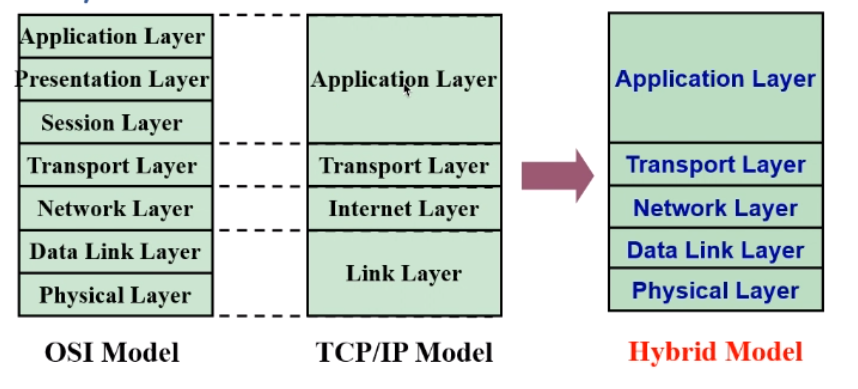 Application Layer
Presentation Layer
Session Layer
Transport Layer
Network Layer
Data Link Layer
Physical Layer
OSI Model
Application Layer
Transport Layer
Internet Layer
Link Layer
TCP/IP Model
Application Layer
Transport Layer
Network Layer
Data Link Layer
Physical Layer
Hybrid Model